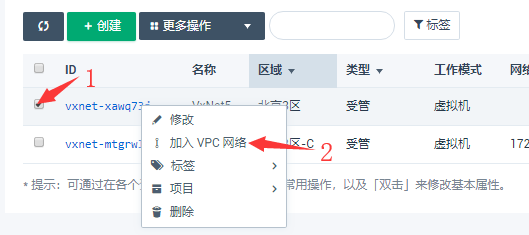 + 创建 更多操作 标签
ID 名称 区域 类型 工作模式 网络
1
vxnet-xawq73i VxNet5 北京3区 受管 虚拟机
修改
加入 VPC 网络
2
vxnet-mtgrw 区-C 受管 虚拟机 172
标签
* 提示：可通过在各个 常用操作，以及「双击」来修改基本属性。
项目
删除